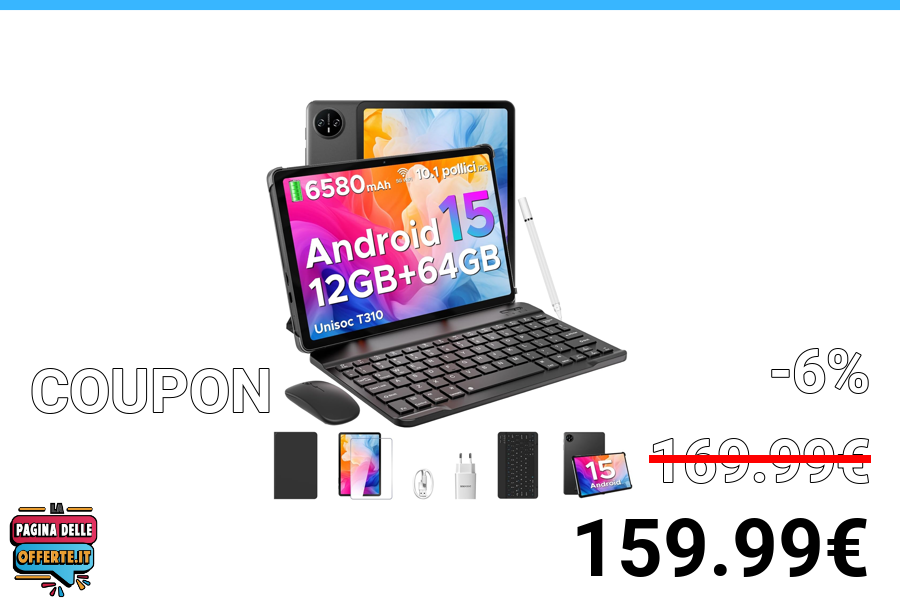 6580mAh
10.1 pollici IPS
Android 15
12GB+64GB
Unisoc T310
COUPON
-6%
169.99€
15
Android
159.99€
LA
PAGINA DELLE
OFFERTE.IT